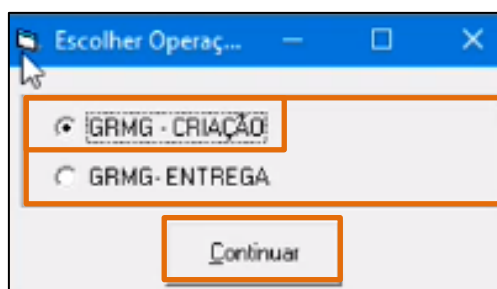 Escolher Operaç...
GRMG - CRIAÇÃO
GRMG- ENTREGA
Continuar